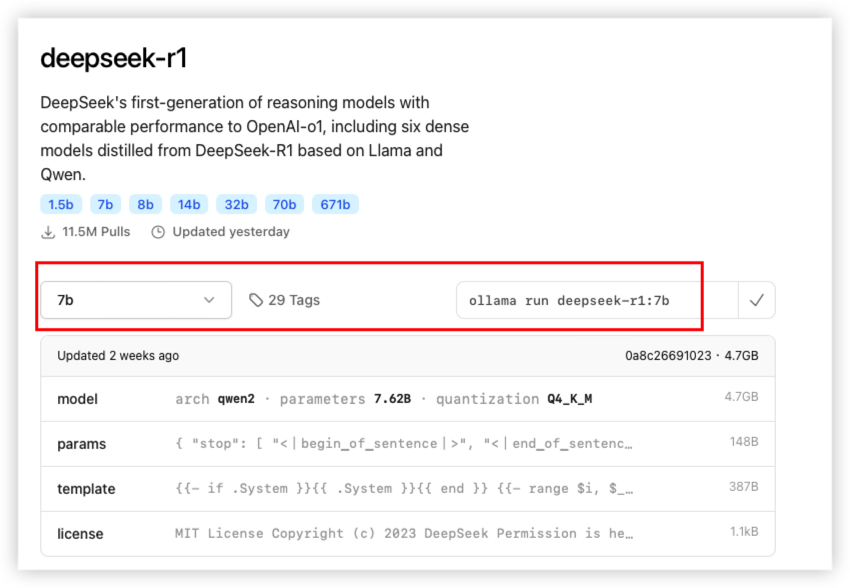 deepseek-r1
DeepSeek's first-generation of reasoning models with
comparable performance to OpenAI-o1, including six dense
models distilled from DeepSeek-R1 based on Llama and
Qwen.
1.5b 7b 8b 14b 32b 70b 671b
11.5M Pulls Updated yesterday
7b 29 Tags ollama run deepseek-r1:7b
Updated 2 weeks ago 0a8c26691023 · 4.7GB
model arch qwen2 · parameters 7.62B · quantization Q4_K_M 4.7GB
params { "stop": [ "<|begin_of_sentence|>", "<|end_of_sentenc… 148B
template {{- if .System }}{{ .System }}{{ end }} {{- range $i, $_… 387B
license MIT License Copyright (c) 2023 DeepSeek Permission is he… 1.1kB